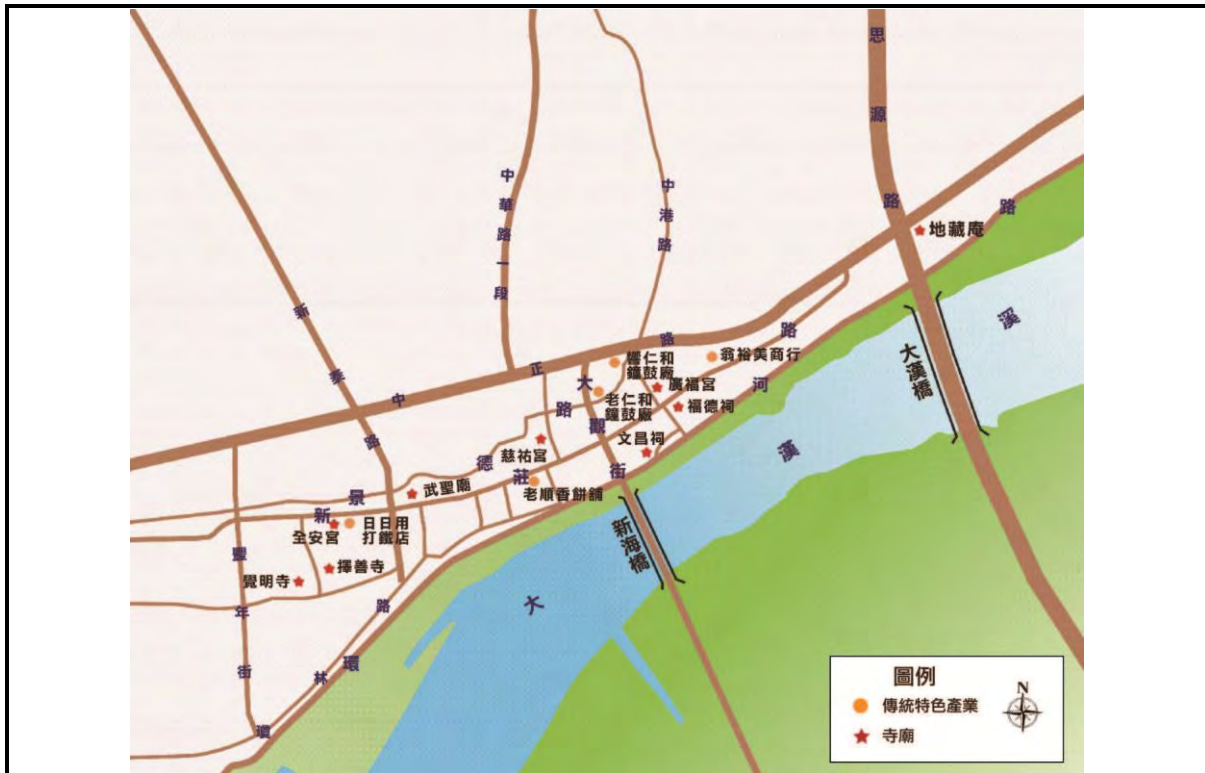 思源路
中華路一段
中港路
新泰路
中正路
地藏庵
響仁和
鐘鼓廠
翁裕美商行
廣福宮
老仁和
鐘鼓廠
福德祠
文昌祠
大觀街
慈祐宮
老順香餅舖
武聖廟
景德路
新莊路
全安宮
日日用
打鐵店
擇善寺
覺明寺
豐年街
瓊林路
環河路
大漢溪
大漢橋
新海橋
圖例
傳統特色產業
寺廟
N